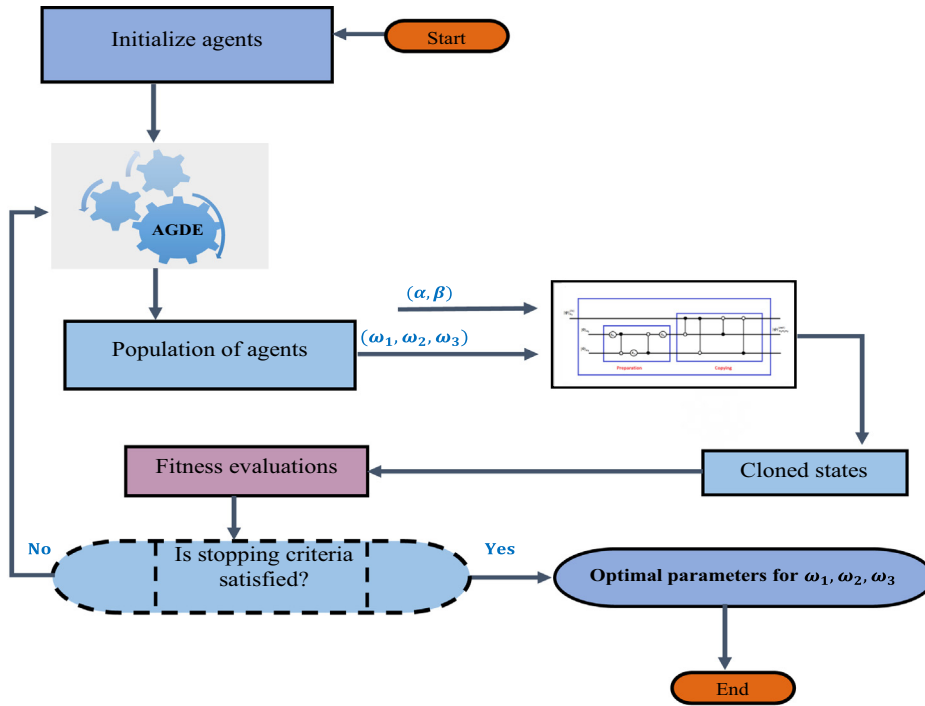 Start
Initialize agents
AGDE
(α, β)
Population of agents
(ω₁, ω₂, ω₃)
Preparation
Copying
Fitness evaluations
Cloned states
No
Is stopping criteria
satisfied?
Yes
Optimal parameters for ω₁, ω₂, ω₃
End